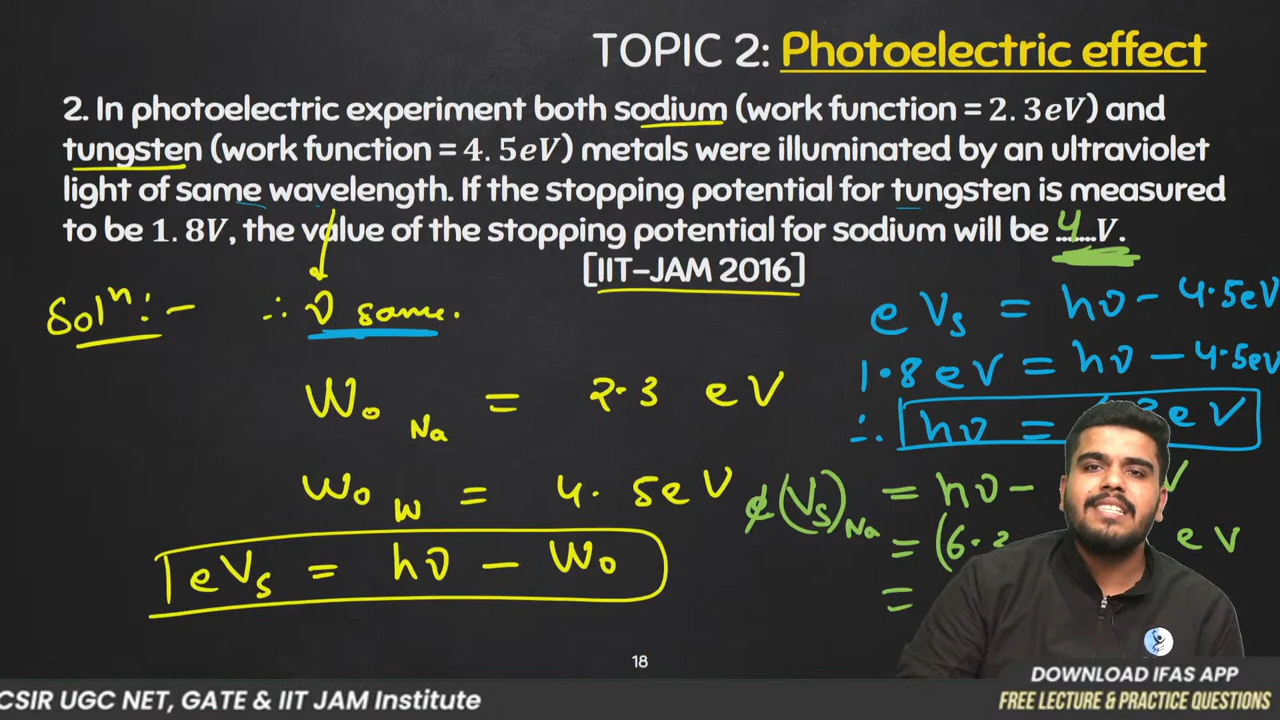 TOPIC 2: Photoelectric effect
2. In photoelectric experiment both sodium (work function = 2.3eV) and
tungsten (work function = 4.5eV) metals were illuminated by an ultraviolet
light of same wavelength. If the stopping potential for tungsten is measured
to be 1.8V, the value of the stopping potential for sodium will be 4.......V.
[IIT-JAM 2016]
Solⁿ:- ∴ ν same.
W₀ Na = 2.3 eV
W₀ W = 4.5eV
eVs = hν - W₀
eVs = hν - 4.5eV
1.8eV = hν - 4.5eV
∴ hν = eV
e(Vs)Na = hν - V
= (6. eV
=
18
CSIR UGC NET, GATE & IIT JAM Institute
DOWNLOAD IFAS APP
FREE LECTURE & PRACTICE QUESTIONS